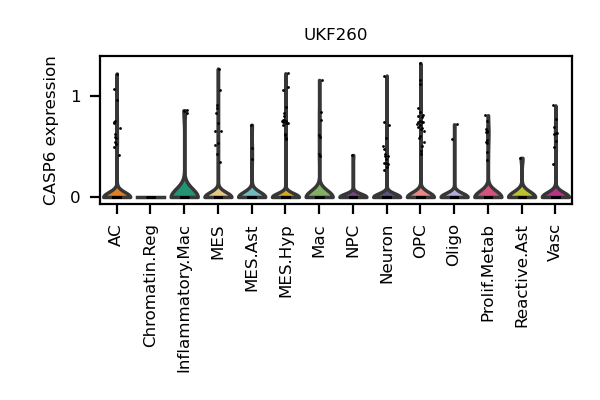 UKF260
CASP6 expression
1
0
AC
Chromatin.Reg
Inflammatory.Mac
MES
MES.Ast
MES.Hyp
Mac
NPC
Neuron
OPC
Oligo
Prolif.Metab
Reactive.Ast
Vasc